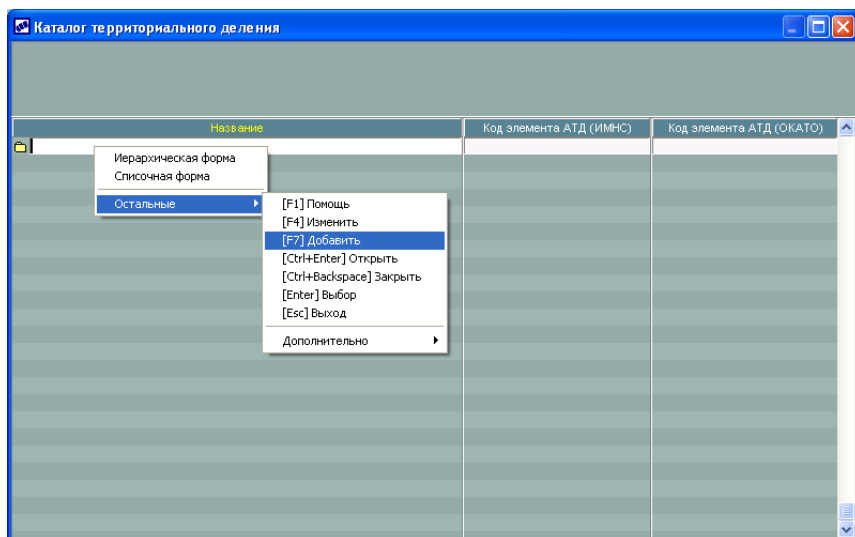 Каталог территориального деления
Название
Код элемента АТД (ИМНС)
Код элемента АТД (ОКАТО)
Иерархическая форма
Списочная форма
Остальные
[F1] Помощь
[F4] Изменить
[F7] Добавить
[Ctrl+Enter] Открыть
[Ctrl+Backspace] Закрыть
[Enter] Выбор
[Esc] Выход
Дополнительно